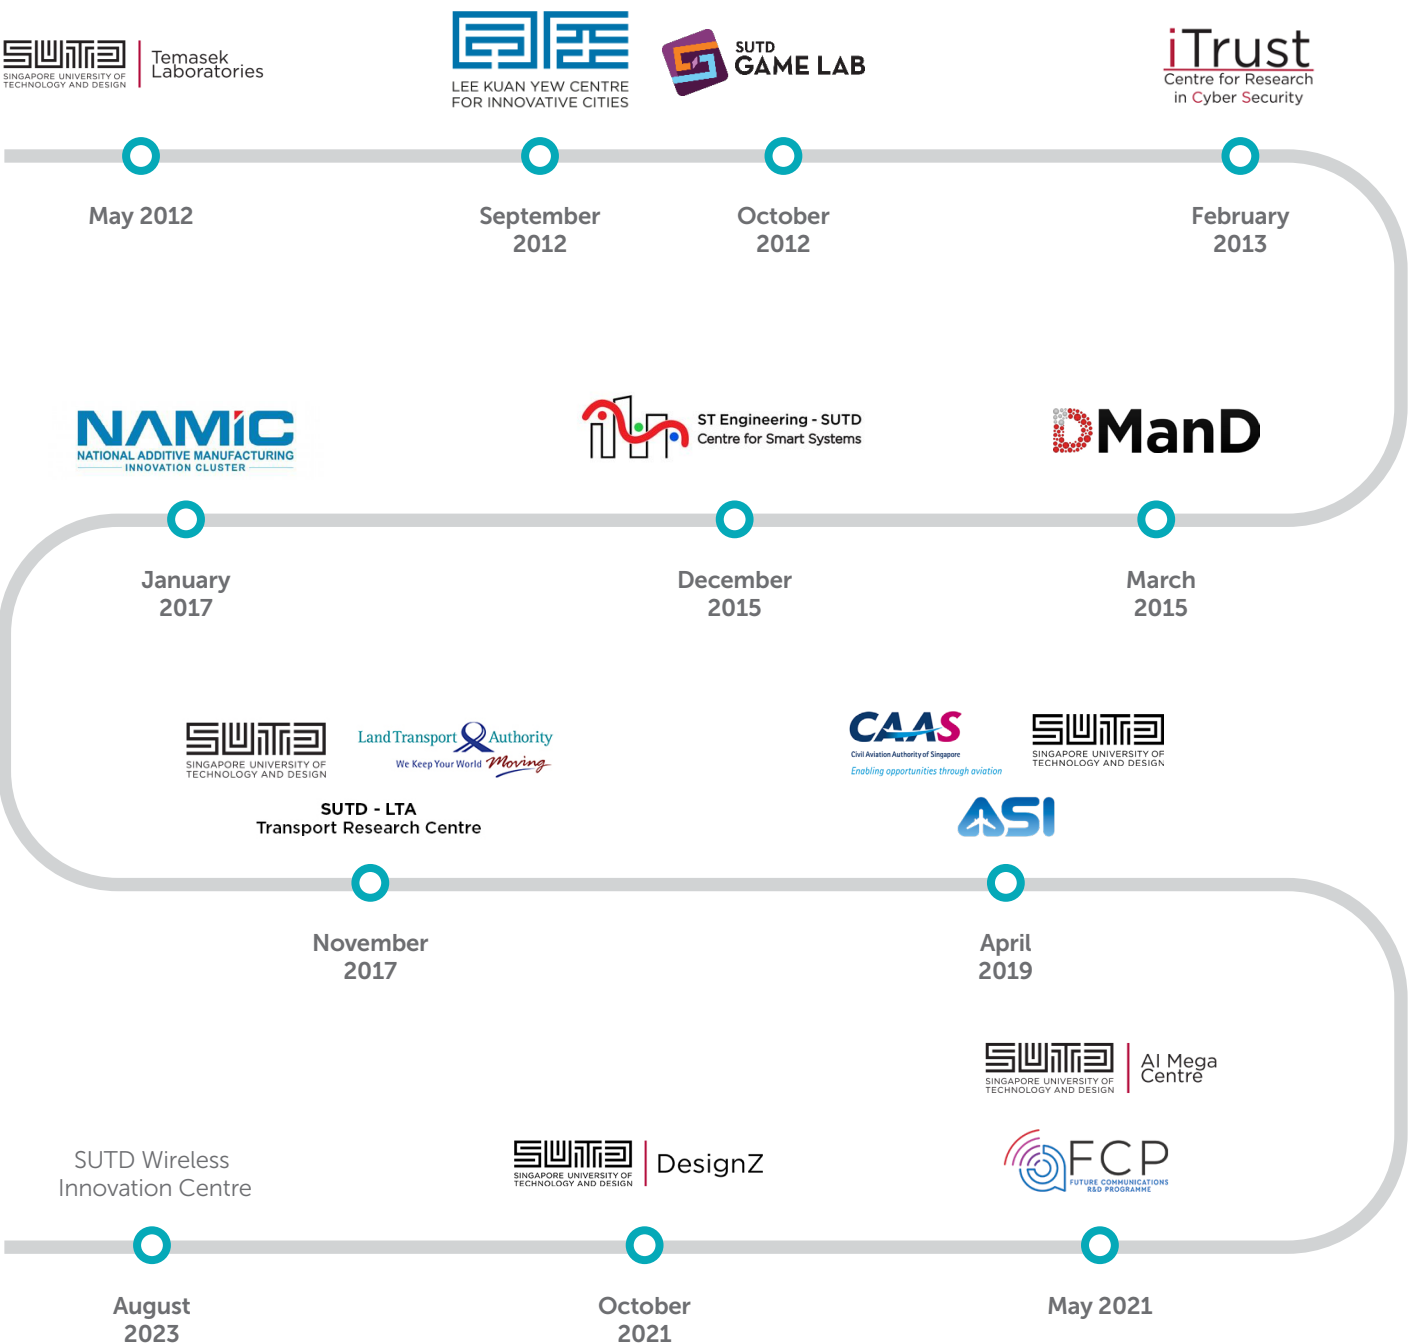 SUTD
SINGAPORE UNIVERSITY OF
TECHNOLOGY AND DESIGN
Temasek
Laboratories
May 2012
LEE KUAN YEW CENTRE
FOR INNOVATIVE CITIES
September
2012
SUTD
GAME LAB
October
2012
iTrust
Centre for Research
in Cyber Security
February
2013
DManD
March
2015
ST Engineering - SUTD
Centre for Smart Systems
December
2015
NAMiC
NATIONAL ADDITIVE MANUFACTURING
INNOVATION CLUSTER
January
2017
SUTD
SINGAPORE UNIVERSITY OF
TECHNOLOGY AND DESIGN
Land Transport Authority
We Keep Your World Moving
SUTD - LTA
Transport Research Centre
November
2017
CAAS
Civil Aviation Authority of Singapore
Enabling opportunities through aviation
SUTD
SINGAPORE UNIVERSITY OF
TECHNOLOGY AND DESIGN
ASI
April
2019
SUTD
SINGAPORE UNIVERSITY OF
TECHNOLOGY AND DESIGN
AI Mega
Centre
FCP
FUTURE COMMUNICATIONS
R&D PROGRAMME
May 2021
SUTD
SINGAPORE UNIVERSITY OF
TECHNOLOGY AND DESIGN
DesignZ
October
2021
SUTD Wireless
Innovation Centre
August
2023